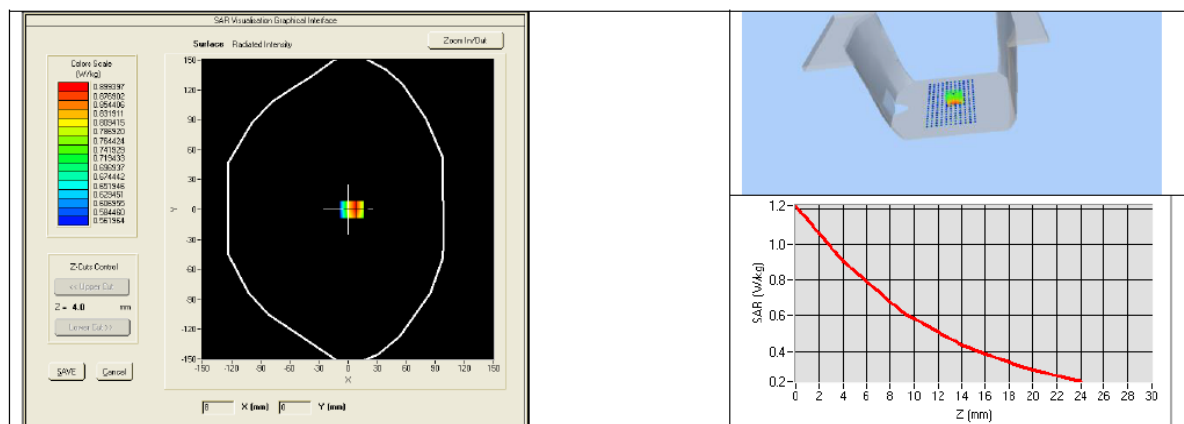 SAR Visualisation Graphical Interface
Surface Radiated Intensity
Zoom In/Out
Colors Scale
(W/kg)
0.899397
0.876902
0.854406
0.831911
0.809415
0.786920
0.764424
0.741929
0.719433
0.696937
0.674442
0.651946
0.629451
0.606955
0.584460
0.561964
150
120
90
60
30
0
-30
-60
-90
-120
-150
Y
-150 -120 -90 -60 -30 0 30 60 90 120 150
X
Z-Cuts Control
<< Upper Cut
Z = 4.0 mm
Lower Cut >>
SAVE Cancel
8 X (mm) 0 Y (mm)
1.2
1.0
0.8
0.6
0.4
0.2
SAR (W/kg)
0 2 4 6 8 10 12 14 16 18 20 22 24 26 28 30
Z (mm)